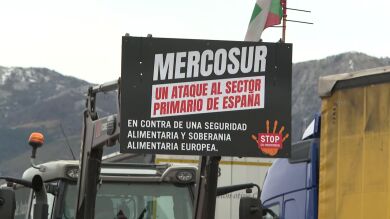 MERCOSUR
UN ATAQUE AL SECTOR
PRIMARIO DE ESPAÑA
EN CONTRA DE UNA SEGURIDAD
ALIMENTARIA Y SOBERANIA
ALIMENTARIA EUROPEA.
STOP